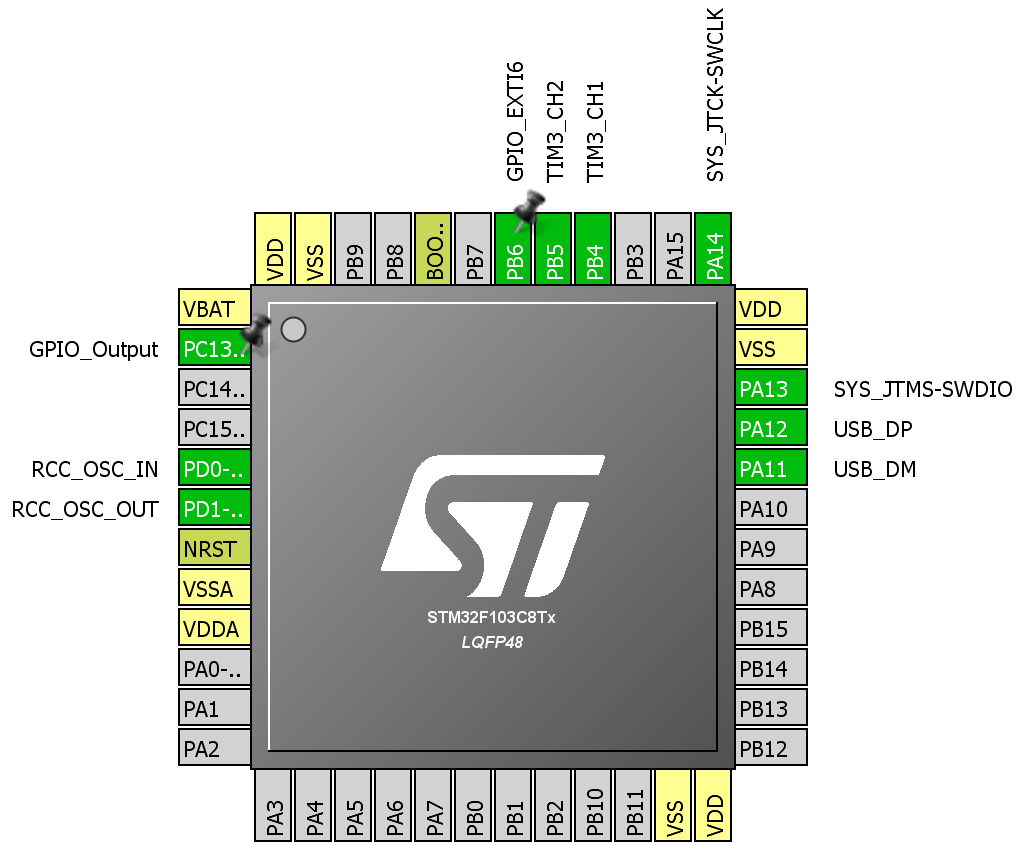 GPIO_EXTI6
TIM3_CH2
TIM3_CH1
SYS_JTCK-SWCLK
VDD
VSS
PB9
PB8
BOO..
PB7
PB6
PB5
PB4
PB3
PA15
PA14
VBAT
GPIO_Output PC13..
PC14..
PC15..
RCC_OSC_IN PD0-..
RCC_OSC_OUT PD1-..
NRST
VSSA
VDDA
PA0-..
PA1
PA2
ST
STM32F103C8Tx
LQFP48
VDD
VSS
PA13 SYS_JTMS-SWDIO
PA12 USB_DP
PA11 USB_DM
PA10
PA9
PA8
PB15
PB14
PB13
PB12
PA3
PA4
PA5
PA6
PA7
PB0
PB1
PB2
PB10
PB11
VSS
VDD